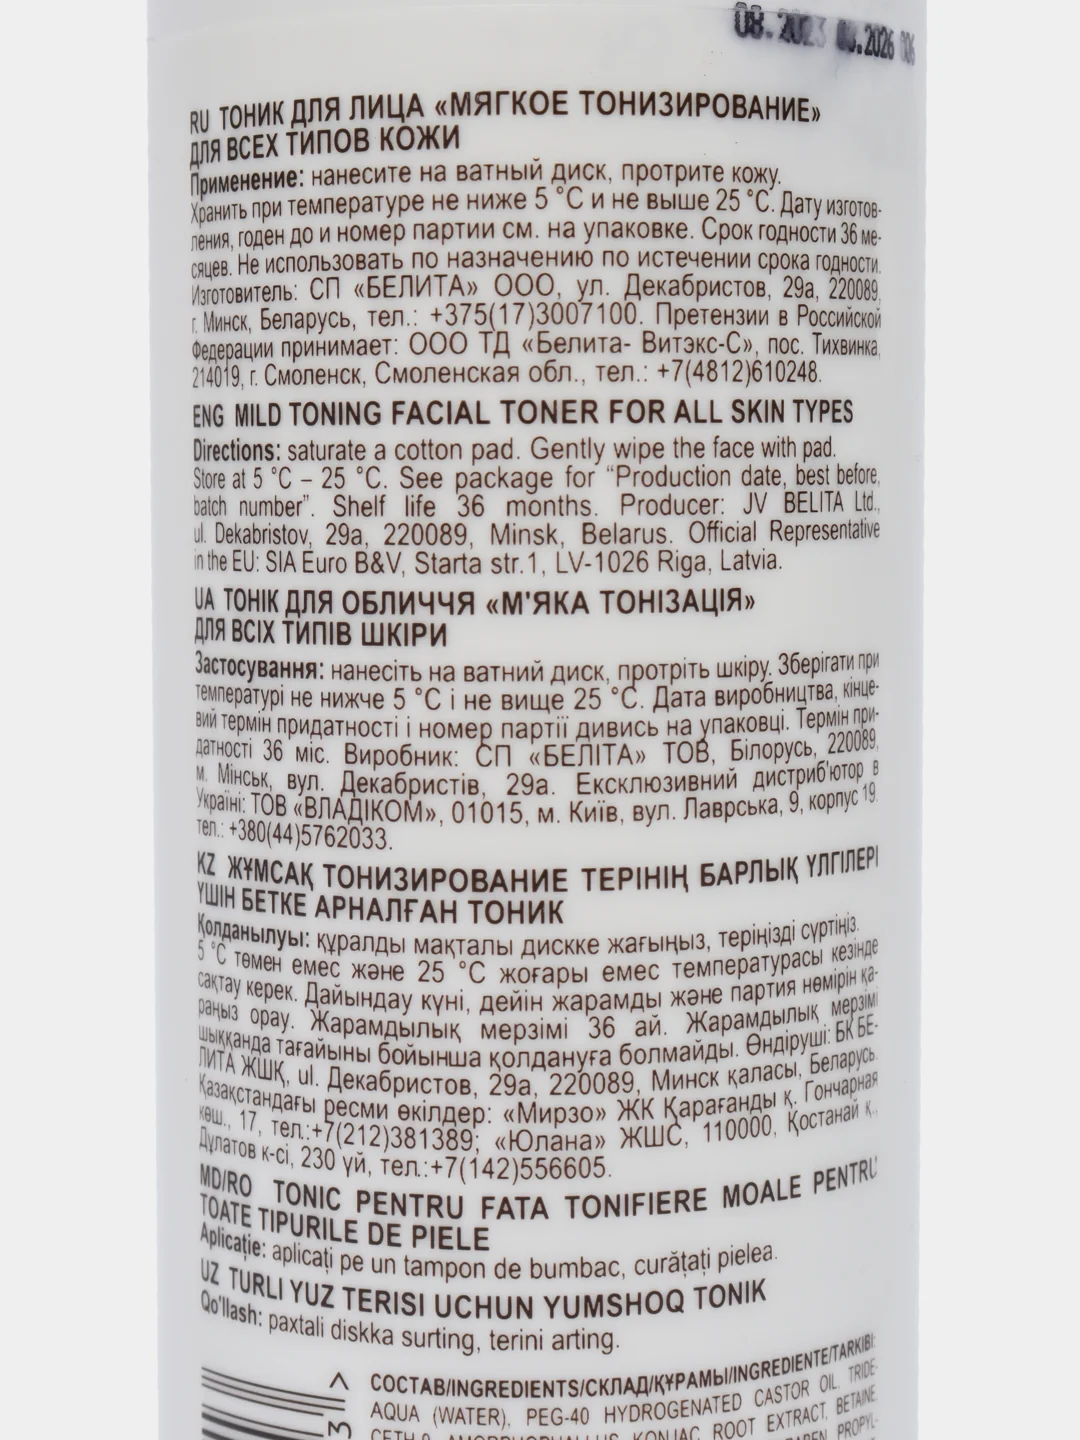 08.2023 08.2026 006
RU ТОНИК ДЛЯ ЛИЦА «МЯГКОЕ ТОНИЗИРОВАНИЕ»
ДЛЯ ВСЕХ ТИПОВ КОЖИ
Применение: нанесите на ватный диск, протрите кожу.
Хранить при температуре не ниже 5 °C и не выше 25 °C. Дату изготов-
ления, годен до и номер партии см. на упаковке. Срок годности 36 ме-
сяцев. Не использовать по назначению по истечении срока годности.
Изготовитель: СП «БЕЛИТА» ООО, ул. Декабристов, 29а, 220089,
г. Минск, Беларусь, тел.: +375(17)3007100. Претензии в Российской
Федерации принимает: ООО ТД «Белита- Витэкс-С», пос. Тихвинка,
214019, г. Смоленск, Смоленская обл., тел.: +7(4812)610248.
ENG MILD TONING FACIAL TONER FOR ALL SKIN TYPES
Directions: saturate a cotton pad. Gently wipe the face with pad.
Store at 5 °C – 25 °C. See package for “Production date, best before,
batch number”. Shelf life 36 months. Producer: JV BELITA Ltd.,
ul. Dekabristov, 29a, 220089, Minsk, Belarus. Official Representative
in the EU: SIA Euro B&V, Starta str.1, LV-1026 Riga, Latvia.
UA ТОНІК ДЛЯ ОБЛИЧЧЯ «М'ЯКА ТОНІЗАЦІЯ»
ДЛЯ ВСІХ ТИПІВ ШКІРИ
Застосування: нанесіть на ватний диск, протріть шкіру. Зберігати при
температурі не нижче 5 °C і не вище 25 °C. Дата виробництва, кінце-
вий термін придатності і номер партії дивись на упаковці. Термін при-
датності 36 міс. Виробник: СП «БЕЛІТА» ТОВ, Білорусь, 220089,
м. Мінськ, вул. Декабристів, 29а. Ексклюзивний дистриб'ютор в
Україні: ТОВ «ВЛАДІКОМ», 01015, м. Київ, вул. Лаврська, 9, корпус 19.
тел.: +380(44)5762033.
KZ ЖҰМСАҚ ТОНИЗИРОВАНИЕ ТЕРІНІҢ БАРЛЫҚ ҮЛГІЛЕРІ
ҮШІН БЕТКЕ АРНАЛҒАН ТОНИК
Қолданылуы: құралды мақталы дискке жағыңыз, теріңізді сүртіңіз.
5 °C төмен емес және 25 °C жоғары емес температурасы кезінде
сақтау керек. Дайындау күні, дейін жарамды және партия нөмірін қа-
раңыз орау. Жарамдылық мерзімі 36 ай. Жарамдылық мерзімі
шыққанда тағайыны бойынша қолдануға болмайды. Өндіруші: БК БЕ-
ЛИТА ЖШҚ, ul. Декабристов, 29а, 220089, Минск қаласы, Беларусь.
Қазақстандағы ресми өкілдер: «Мирзо» ЖК Қарағанды қ. Гончарная
көш., 17, тел.:+7(212)381389; «Юлана» ЖШС, 110000, Қостанай қ.,
Дулатов к-сі, 230 үй, тел.:+7(142)556605.
MD/RO TONIC PENTRU FATA TONIFIERE MOALE PENTRU
TOATE TIPURILE DE PIELE
Aplicație: aplicați pe un tampon de bumbac, curățați pielea.
UZ TURLI YUZ TERISI UCHUN YUMSHOQ TONIK
Qo'llash: paxtali diskka surting, terini arting.
СОСТАВ/INGREDIENTS/СКЛАД/ҚҰРАМЫ/INGREDIENTE/TARKIBI:
AQUA (WATER), PEG-40 HYDROGENATED CASTOR OIL, TRIDE-
CETH-9, AMORPHOPHALLUS KONJAC ROOT EXTRACT, BETAINE,
PROPYL-
3 >